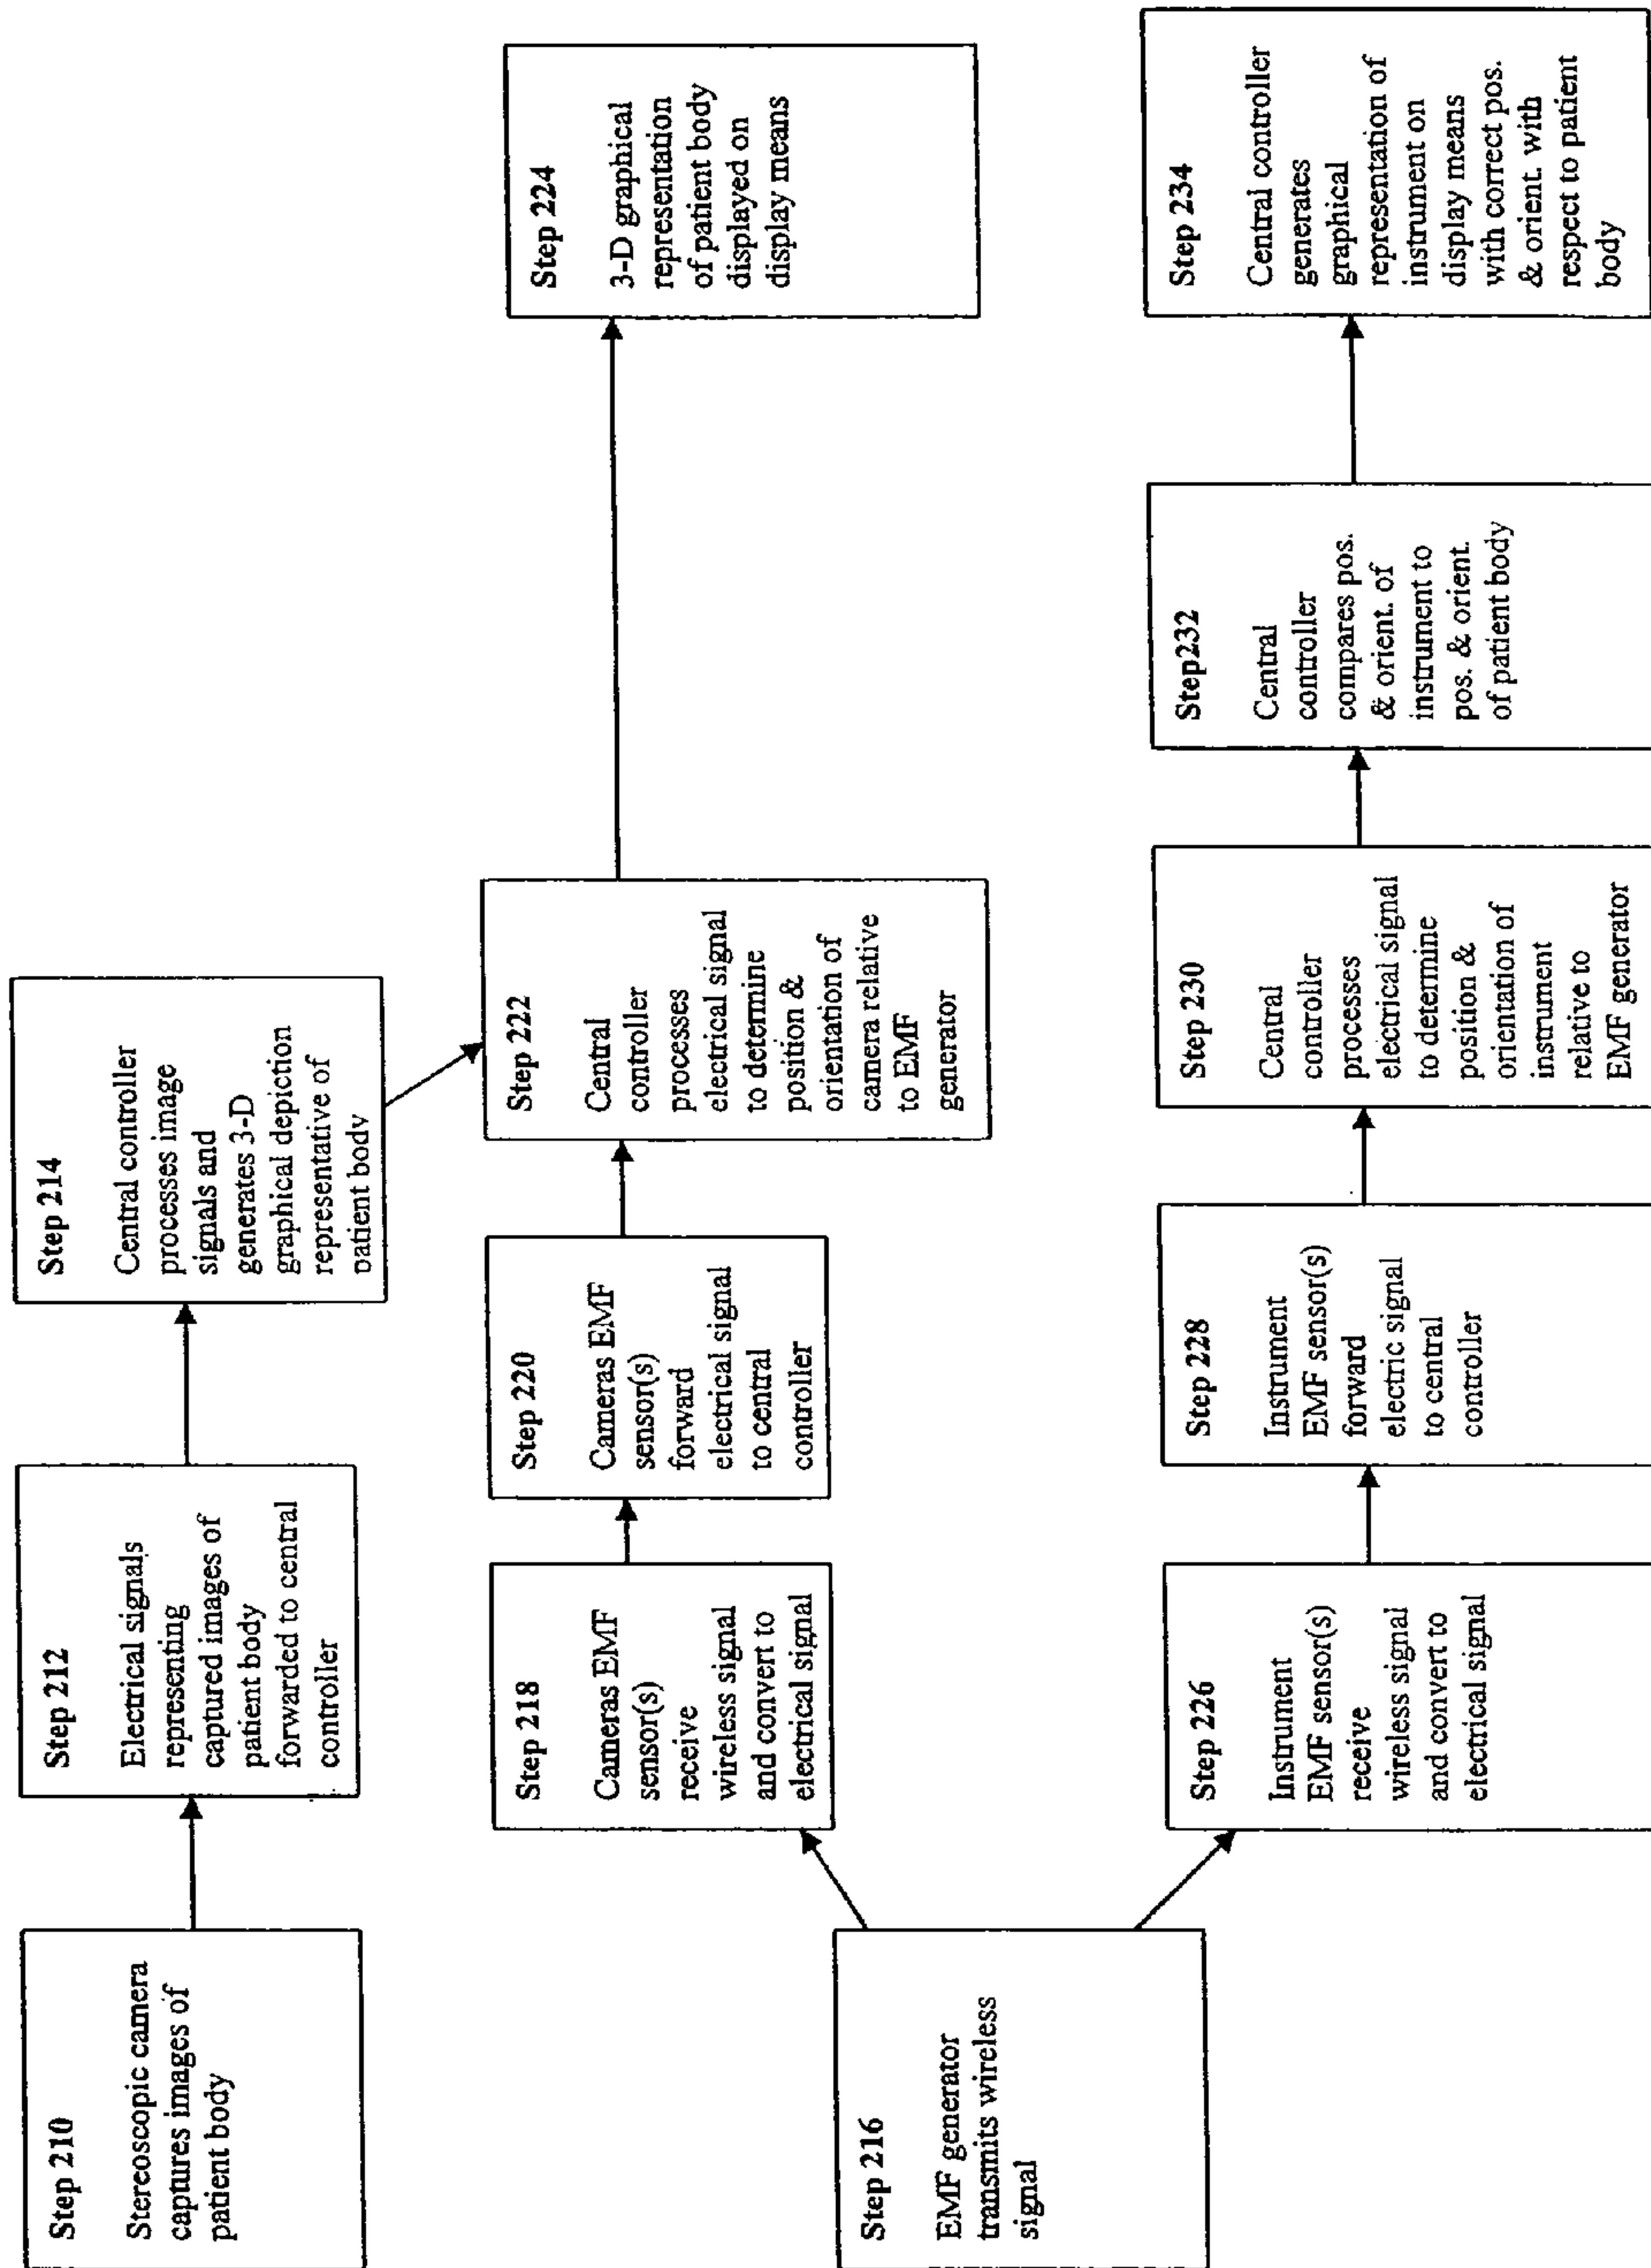 Step 210
Stereoscopic camera
captures images of
patient body
Step 212
Electrical signals
representing
captured images of
patient body
forwarded to central
controller
Step 214
Central controller
processes image
signals and
generates 3-D
graphical depiction
representative of
patient body
Step 216
EMF generator
transmits wireless
signal
Step 218
Cameras EMF
sensor(s)
receive
wireless signal
and convert to
electrical signal
Step 220
Cameras EMF
sensor(s)
forward
electrical signal
to central
controller
Step 222
Central
controller
processes
electrical signal
to determine
position &
orientation of
camera relative
to EMF
generator
Step 224
3-D graphical
representation
of patient body
displayed on
display means
Step 226
Instrument
EMF sensor(s)
receive
wireless signal
and convert to
electrical signal
Step 228
Instrument
EMF sensor(s)
forward
electric signal
to central
controller
Step 230
Central
controller
processes
electrical signal
to determine
position &
orientation of
instrument
relative to
EMF generator
Step232
Central
controller
compares pos.
& orient. of
instrument to
pos. & orient.
of patient body
Step 234
Central controller
generates
graphical
representation of
instrument on
display means
with correct pos.
& orient. with
respect to patient
body